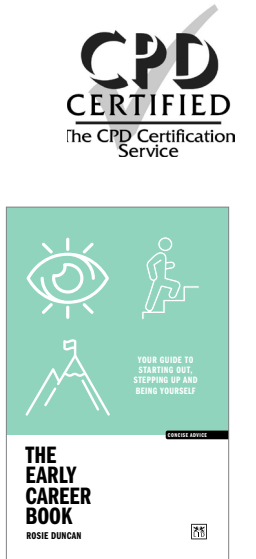 CPD
CERTIFIED
The CPD Certification
Service
YOUR GUIDE TO
STARTING OUT,
STEPPING UP AND
BEING YOURSELF
CONCISE ADVICE
THE
EARLY
CAREER
BOOK
ROSIE DUNCAN